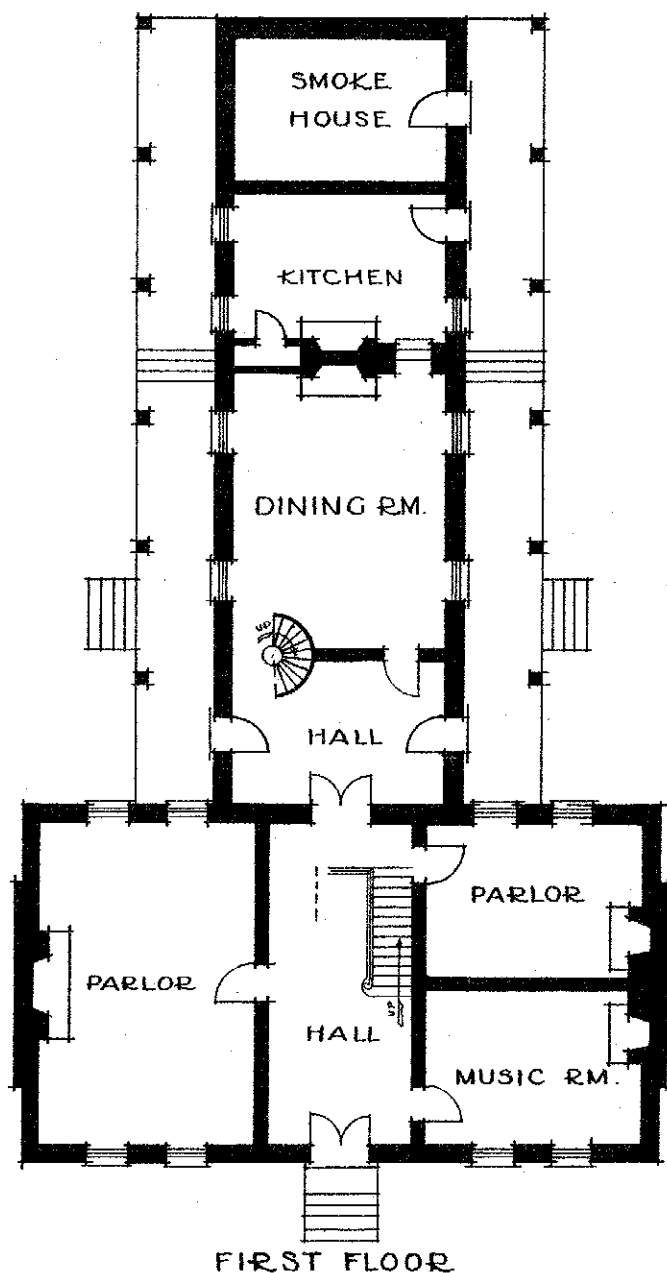 SMOKE
HOUSE
KITCHEN
DINING RM.
UP
HALL
PARLOR
PARLOR
UP
HALL
MUSIC RM.
FIRST FLOOR